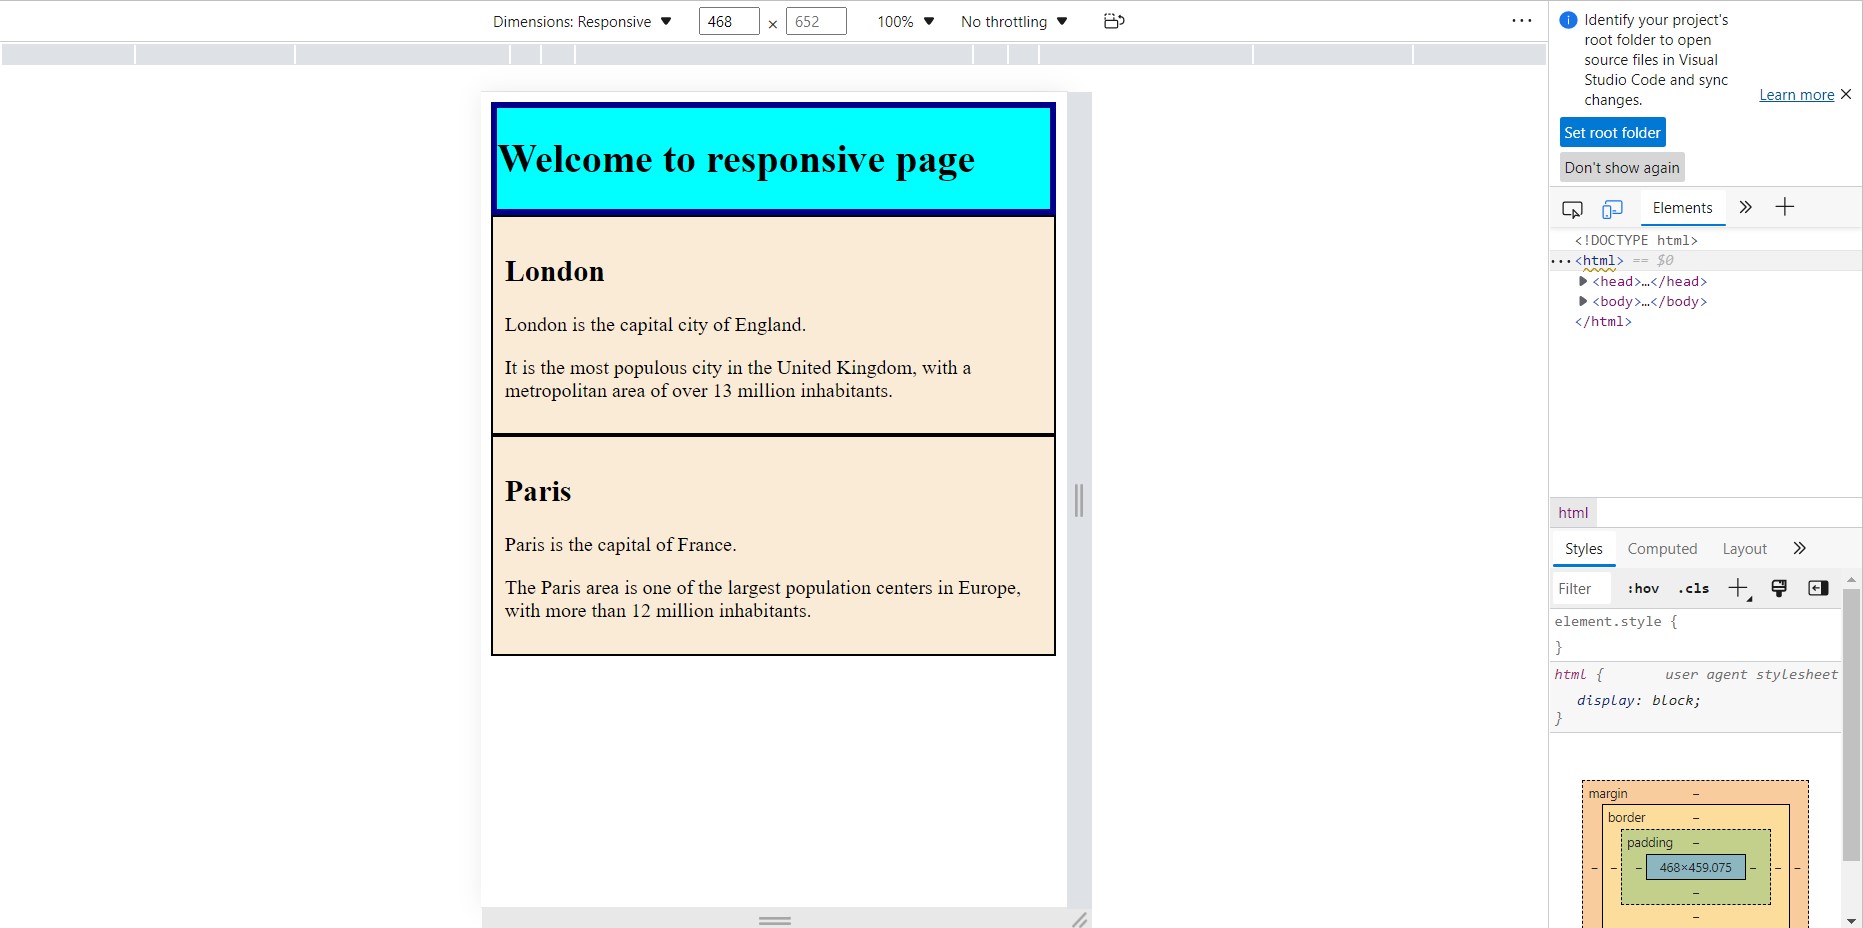 Dimensions: Responsive ▼ 468 × 652 100% ▼ No throttling ▼ ...
Welcome to responsive page
London
London is the capital city of England.
It is the most populous city in the United Kingdom, with a
metropolitan area of over 13 million inhabitants.
Paris
Paris is the capital of France.
The Paris area is one of the largest population centers in Europe,
with more than 12 million inhabitants.
Identify your project's
root folder to open
source files in Visual
Studio Code and sync
changes.
Learn more
Set root folder
Don't show again
Elements
<!DOCTYPE html>
...<html> == $0
<head>…</head>
<body>…</body>
</html>
html
Styles Computed Layout
Filter :hov .cls
element.style {
}
html { user agent stylesheet
display: block;
}
margin –
border –
padding –
– – – 468×459.075 – – –
–
–